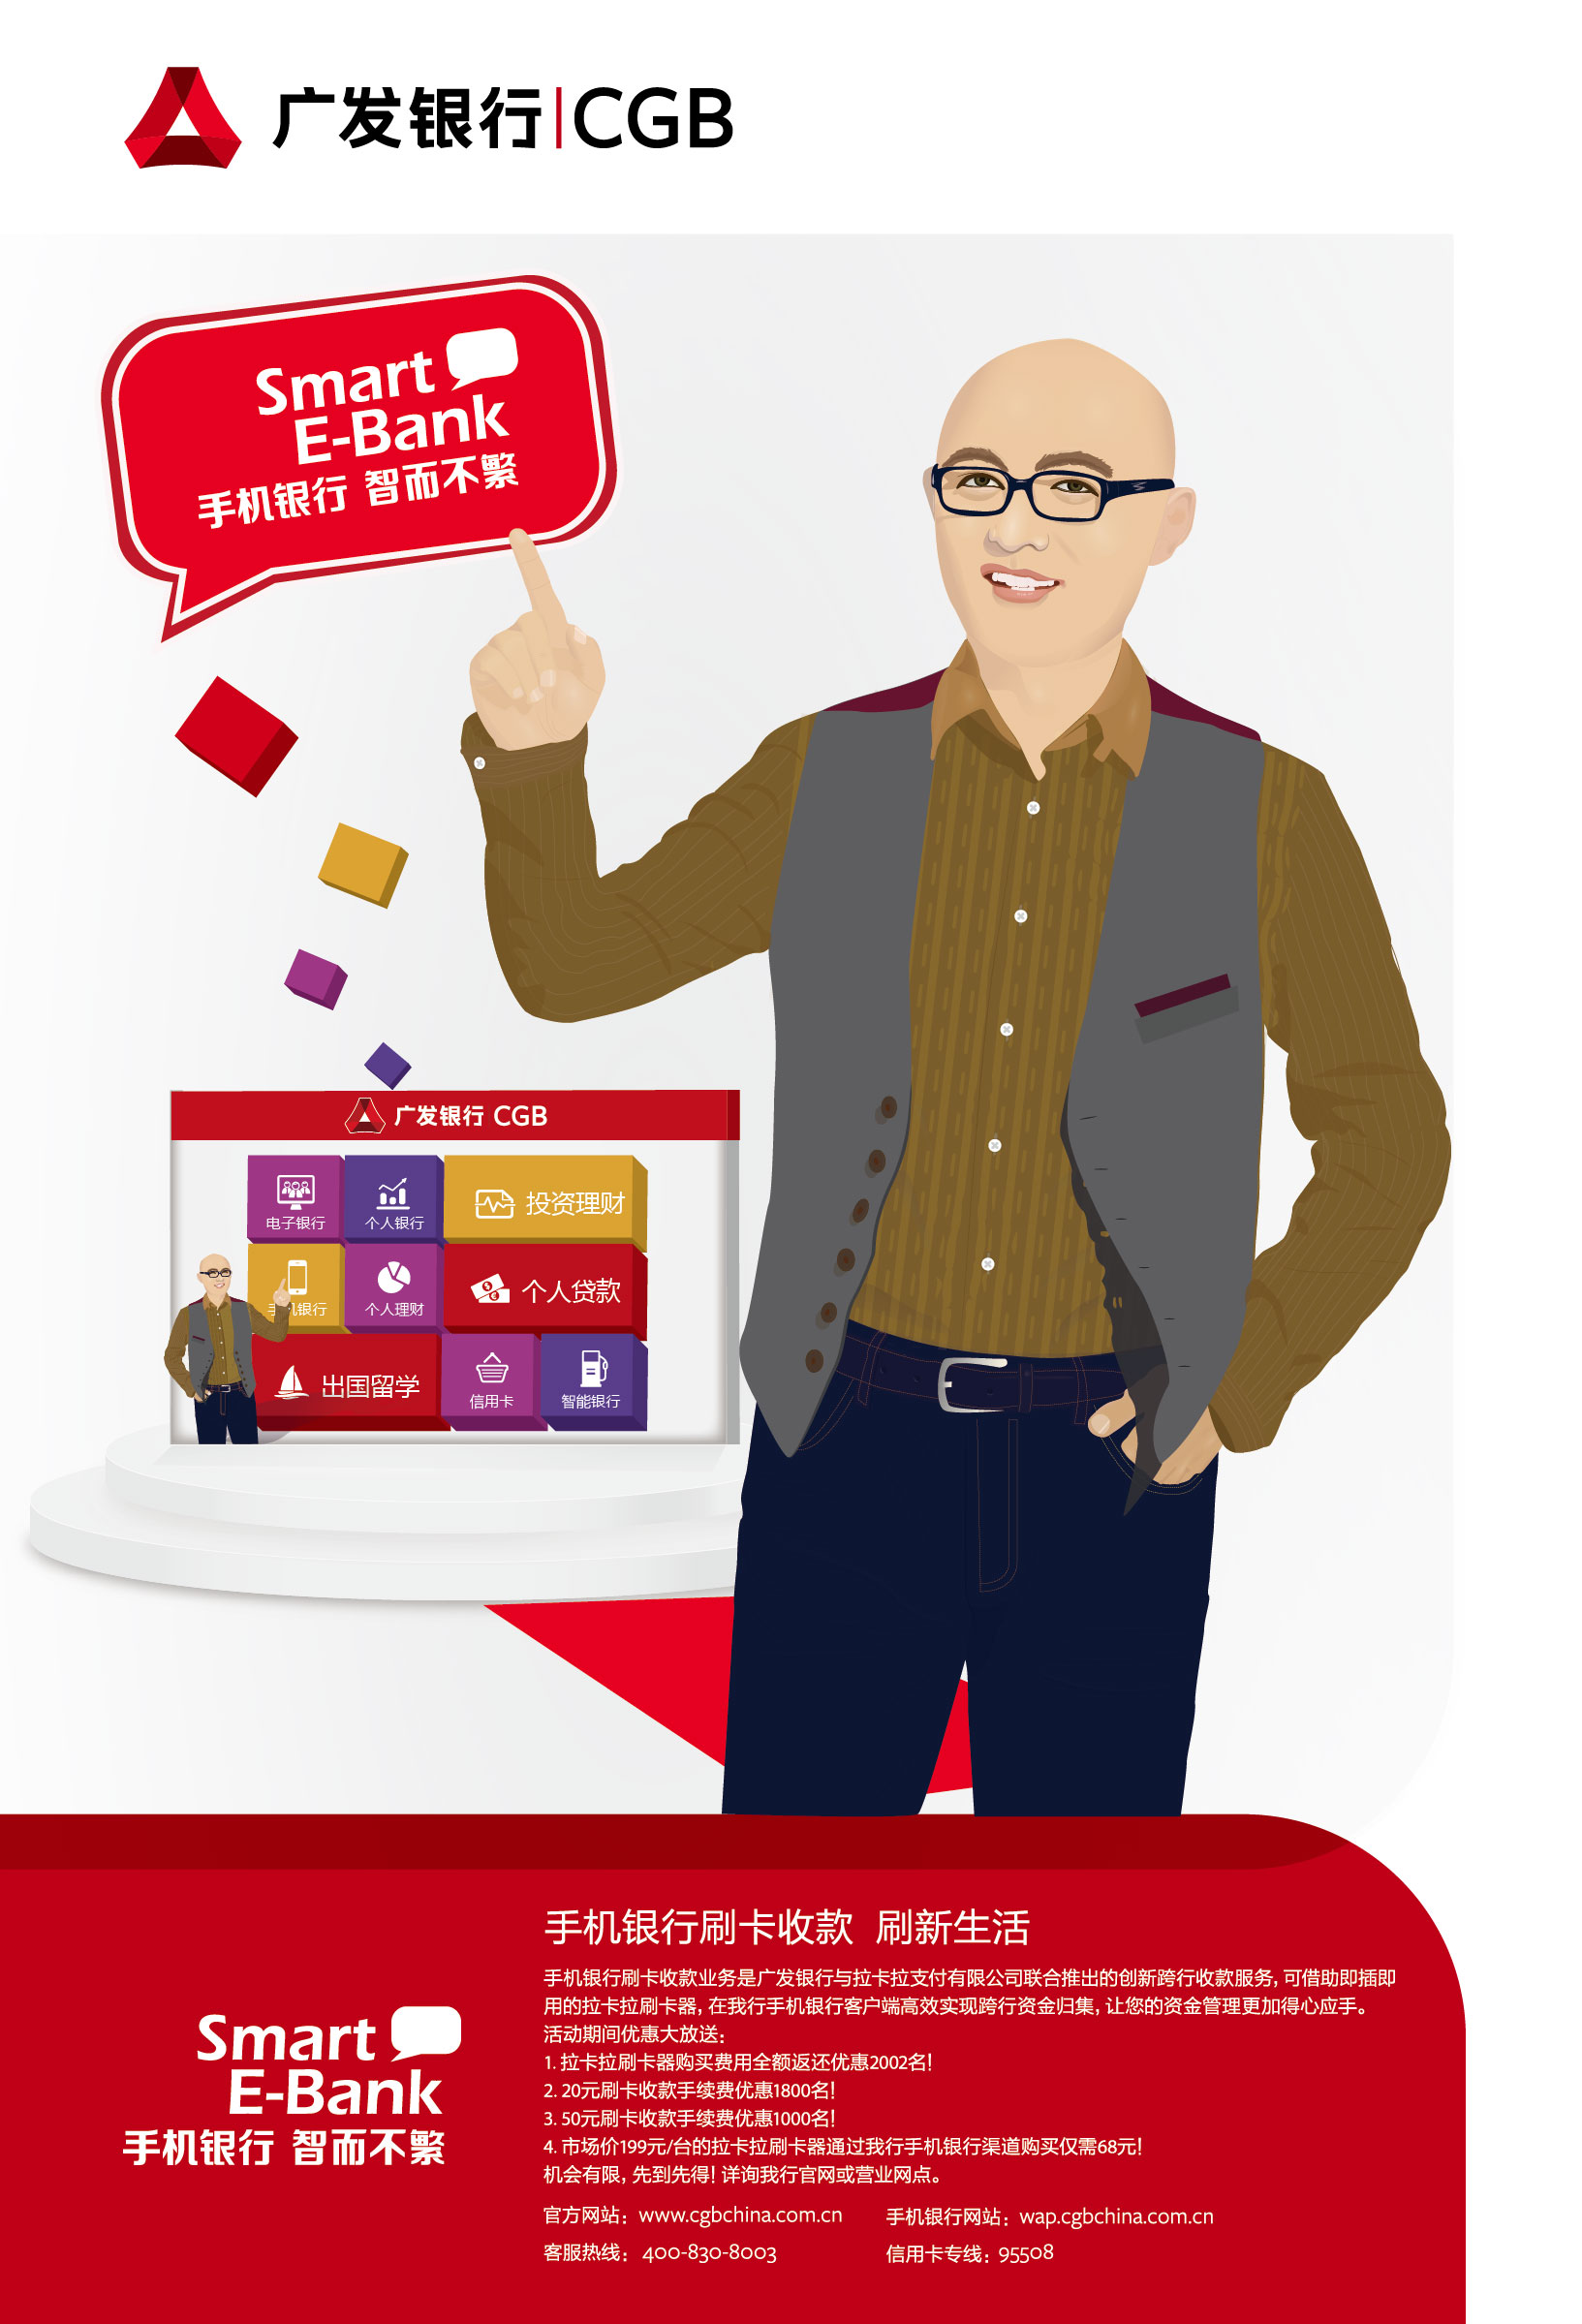 广发银行|CGB
Smart
E-Bank
手机银行 智而不繁
广发银行 CGB
电子银行
个人银行
投资理财
手机银行
个人理财
个人贷款
出国留学
信用卡
智能银行
手机银行刷卡收款 刷新生活
手机银行刷卡收款业务是广发银行与拉卡拉支付有限公司联合推出的创新跨行收款服务, 可借助即插即
用的拉卡拉刷卡器, 在我行手机银行客户端高效实现跨行资金归集, 让您的资金管理更加得心应手。
活动期间优惠大放送:
1. 拉卡拉刷卡器购买费用全额返还优惠2002名!
2. 20元刷卡收款手续费优惠1800名!
3. 50元刷卡收款手续费优惠1000名!
4. 市场价199元/台的拉卡拉刷卡器通过我行手机银行渠道购买仅需68元!
机会有限, 先到先得! 详询我行官网或营业网点。
Smart
E-Bank
手机银行 智而不繁
官方网站: www.cgbchina.com.cn
手机银行网站: wap.cgbchina.com.cn
客服热线: 400-830-8003
信用卡专线: 95508